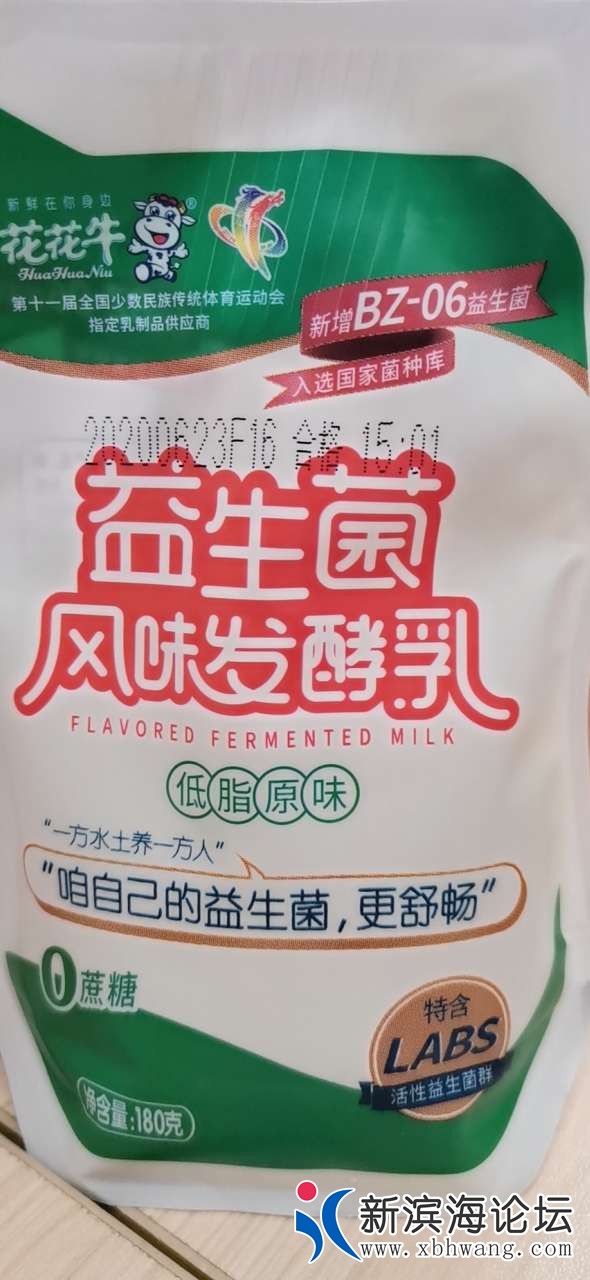 新鲜在你身边
花花牛
®
HuaHuaNiu
第十一届全国少数民族传统体育运动会
指定乳制品供应商
新增BZ-06益生菌
入选国家菌种库
20200623F16 合格 15:01
益生菌
风味发酵乳
FLAVORED FERMENTED MILK
低脂原味
“一方水土养一方人”
“咱自己的益生菌,更舒畅”
0蔗糖
特含
LABS
活性益生菌群
净含量:180克
新滨海论坛
www.xbhwang.com